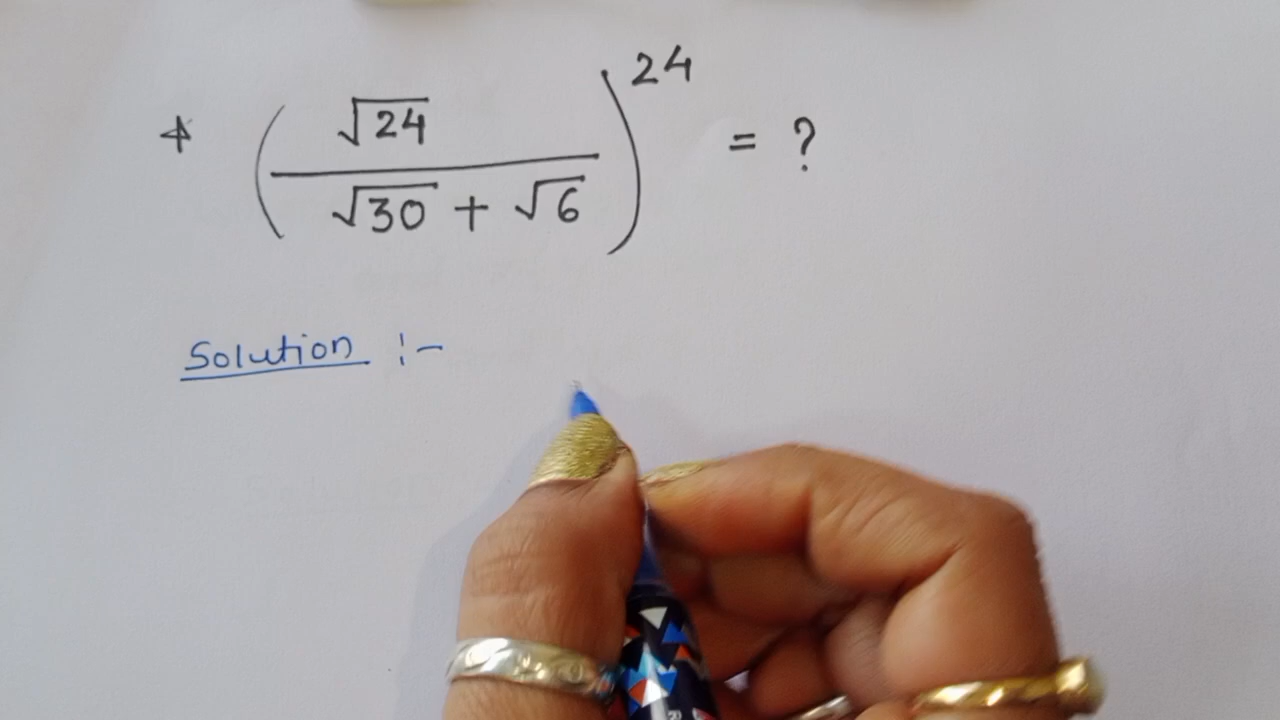 * ( √24 / (√30 + √6) )^24 = ?
Solution :-